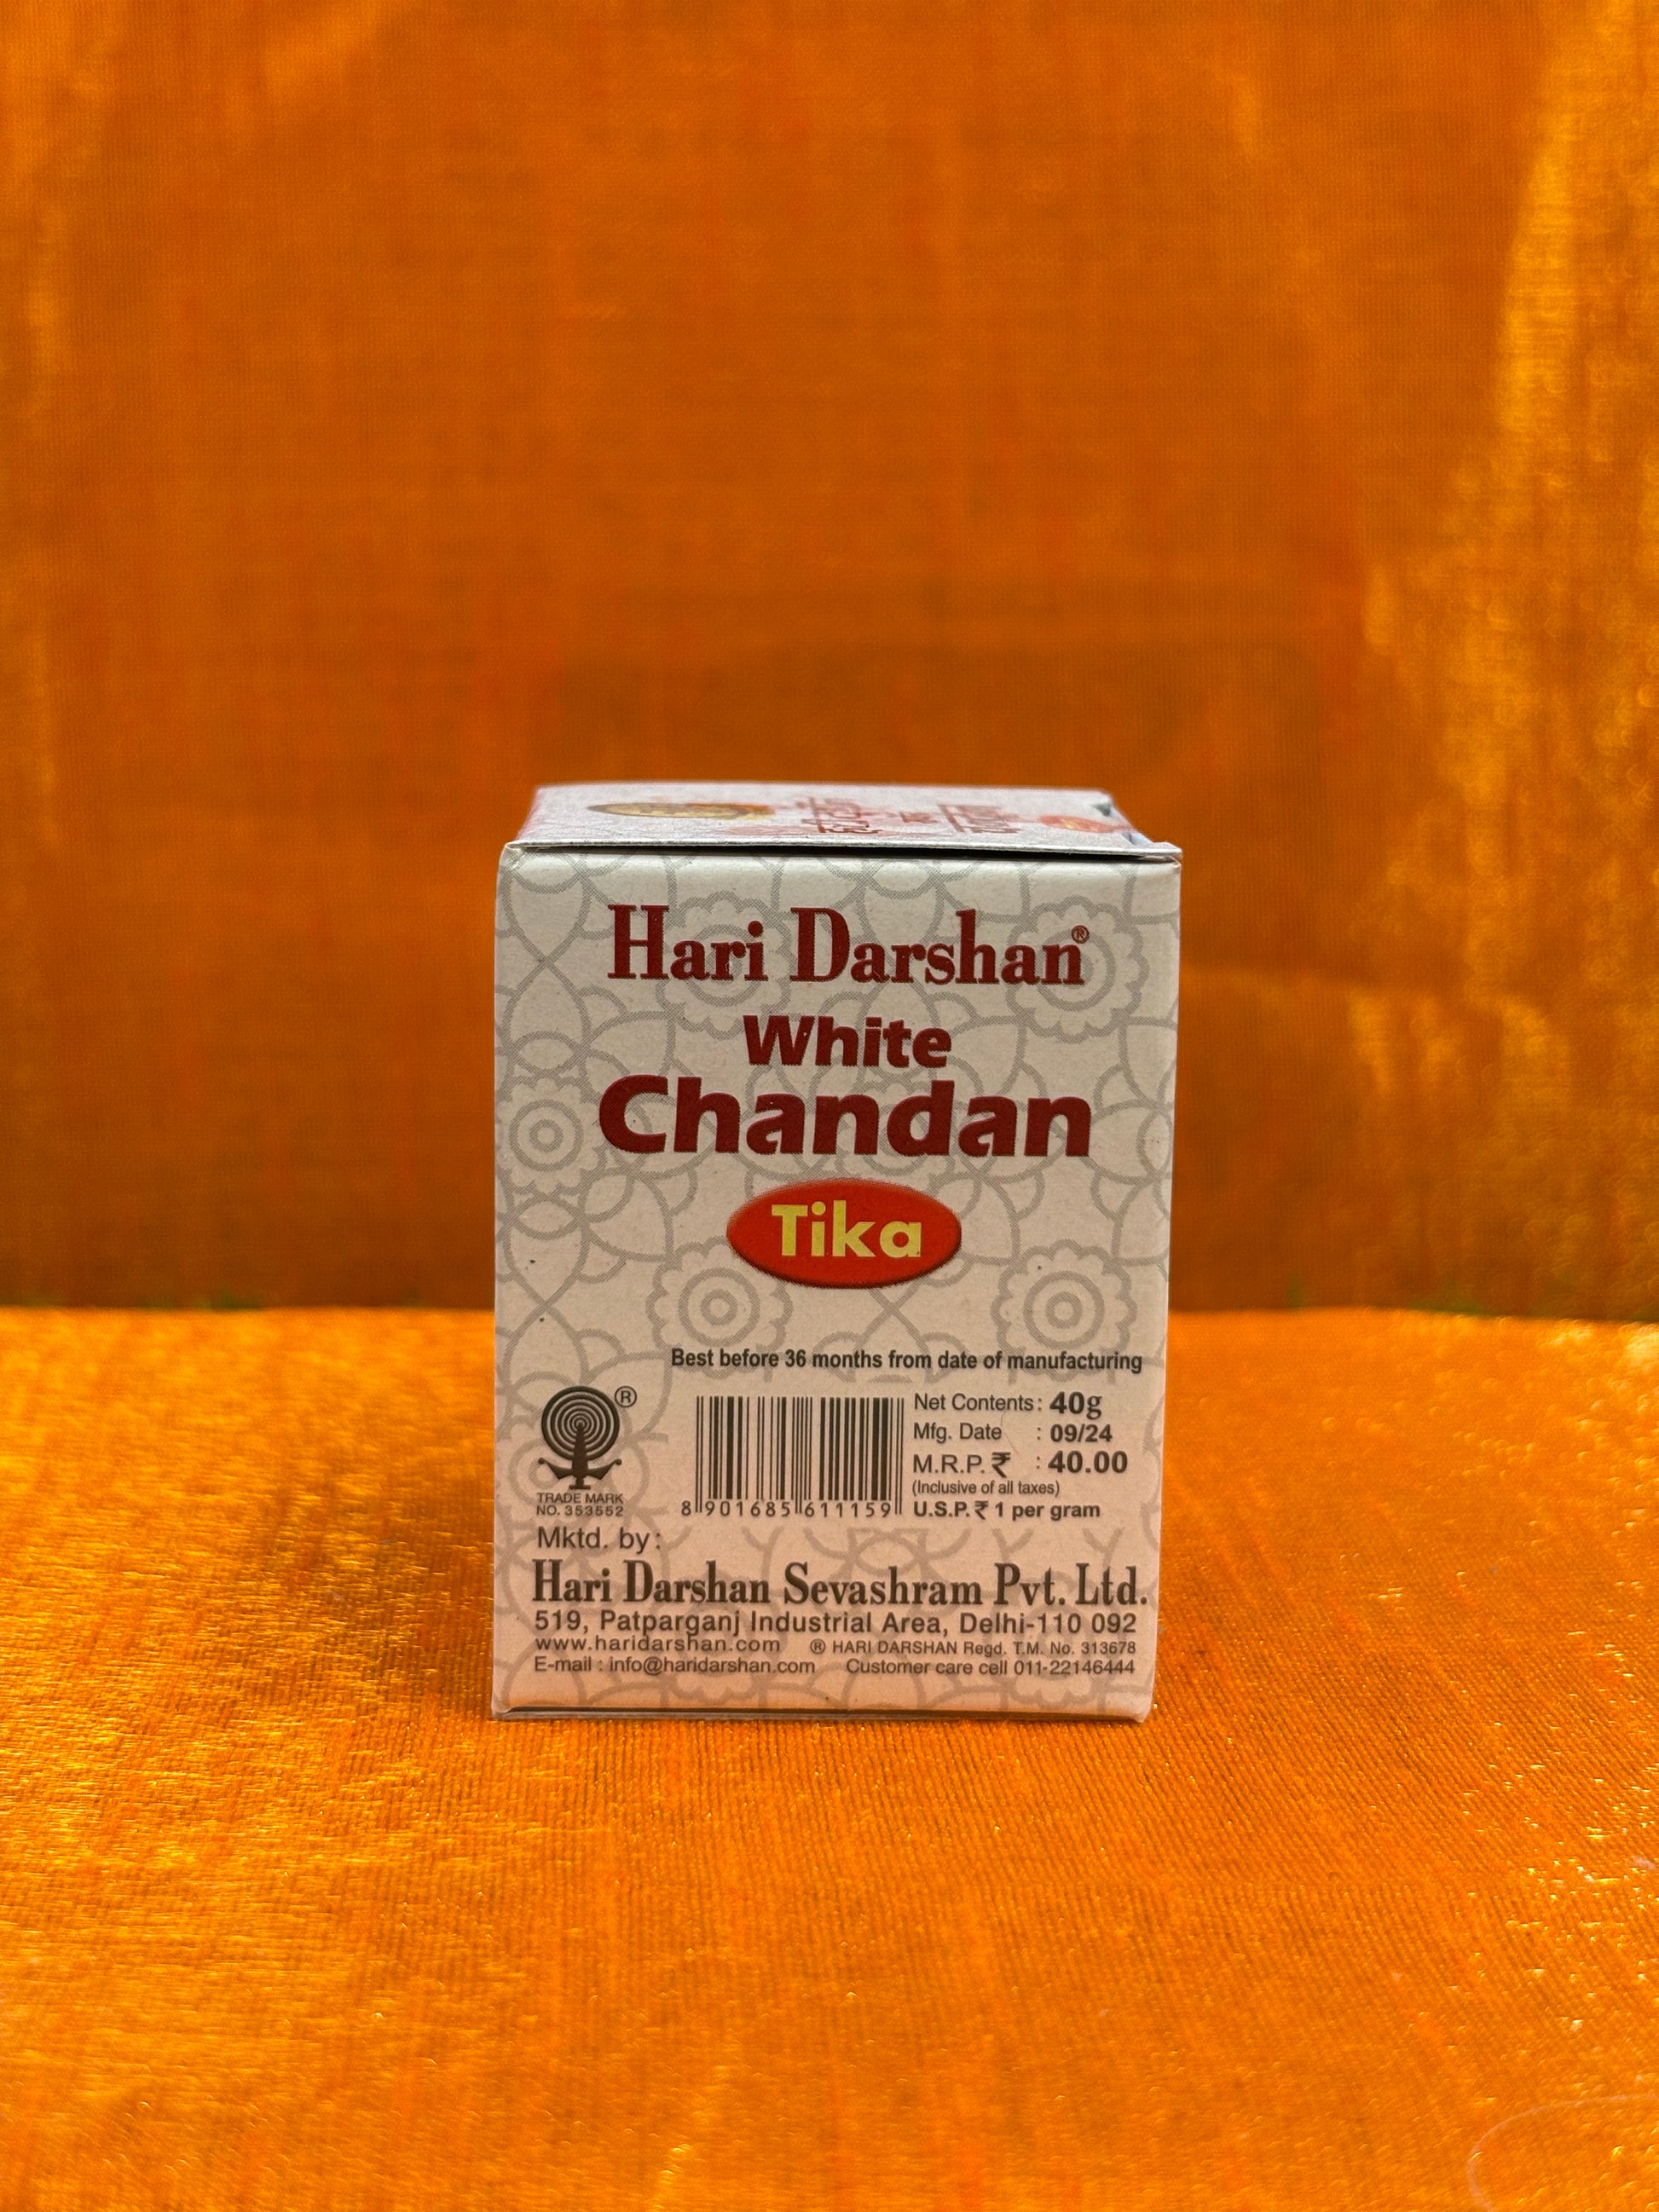 Hari Darshan®
White
Chandan
Tika
Best before 36 months from date of manufacturing
®
TRADE MARK
NO. 353552
8 901685 611159
Net Contents : 40g
Mfg. Date : 09/24
M.R.P. ₹ : 40.00
(Inclusive of all taxes)
U.S.P. ₹ 1 per gram
Mktd. by :
Hari Darshan Sevashram Pvt. Ltd.
519, Patparganj Industrial Area, Delhi-110 092
www.haridarshan.com ® HARI DARSHAN Regd. T.M. No. 313678
E-mail : info@haridarshan.com Customer care cell 011-22146444